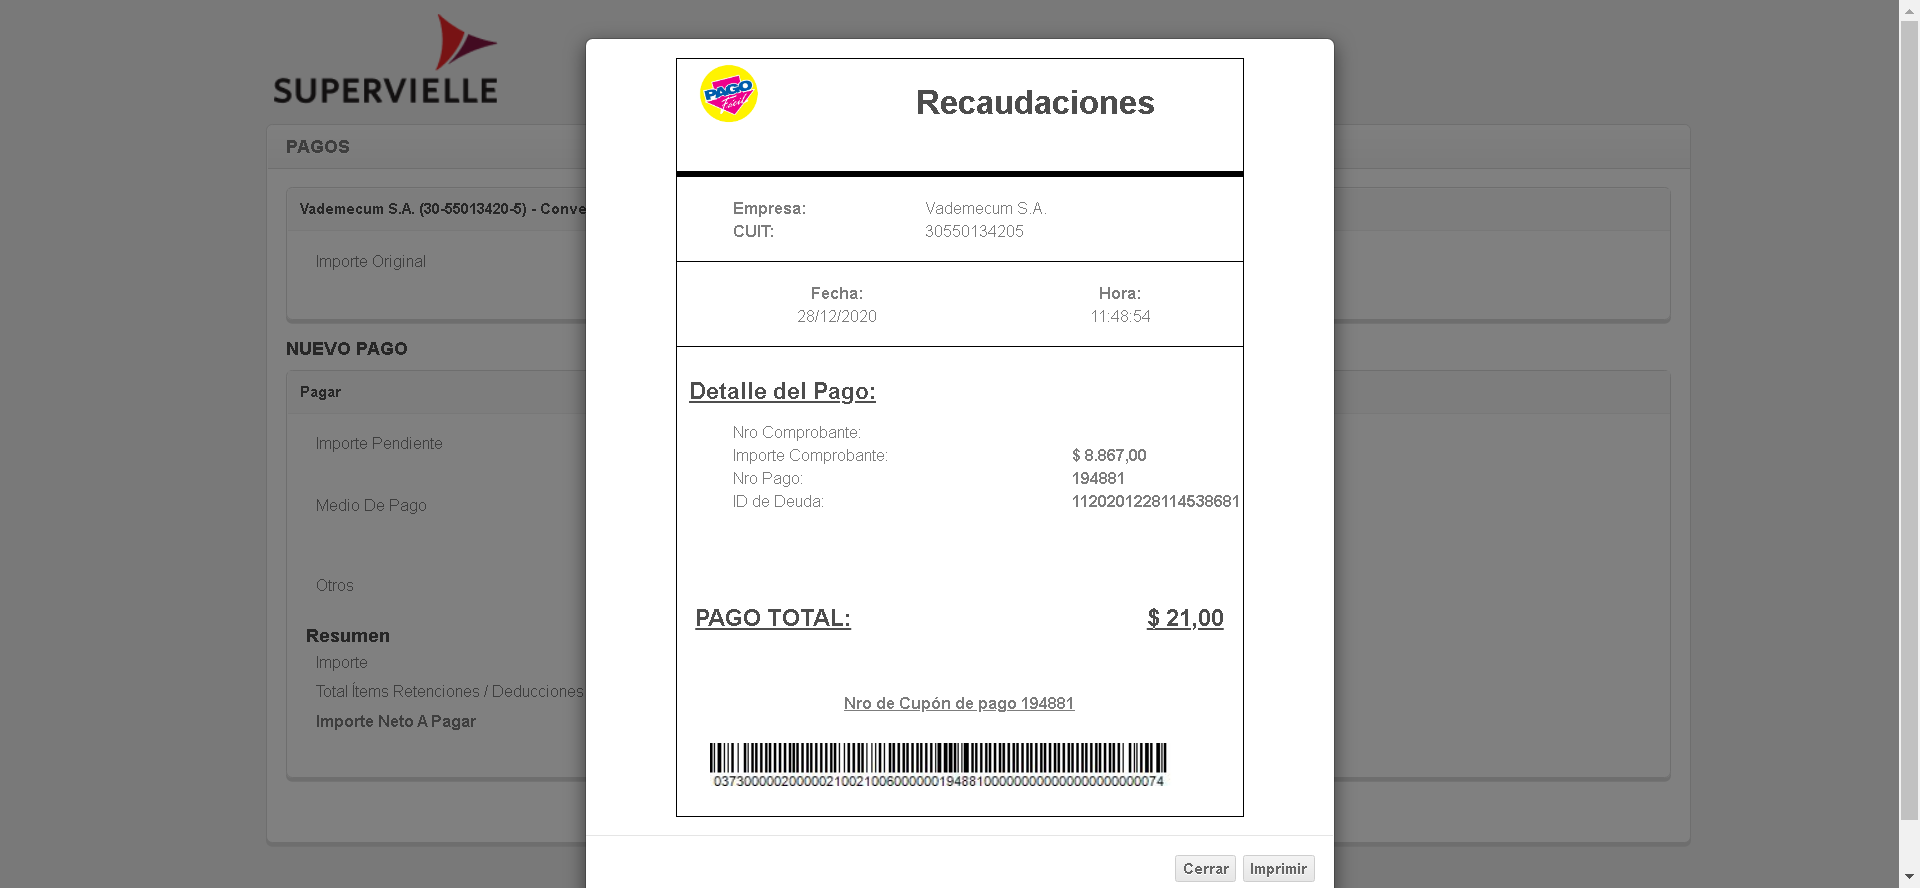 SUPERVIELLE
PAGOS
Vademecum S.A. (30-55013420-5) - Conve
Importe Original
NUEVO PAGO
Pagar
Importe Pendiente
Medio De Pago
Otros
Resumen
Importe
Total Ítems Retenciones / Deducciones
Importe Neto A Pagar
PAGO
Fácil
Recaudaciones
Empresa: Vademecum S.A.
CUIT: 30550134205
Fecha: Hora:
28/12/2020 11:48:54
Detalle del Pago:
Nro Comprobante:
Importe Comprobante: $ 8.867,00
Nro Pago: 194881
ID de Deuda: 1120201228114538681
PAGO TOTAL: $ 21,00
Nro de Cupón de pago 194881
Cerrar Imprimir